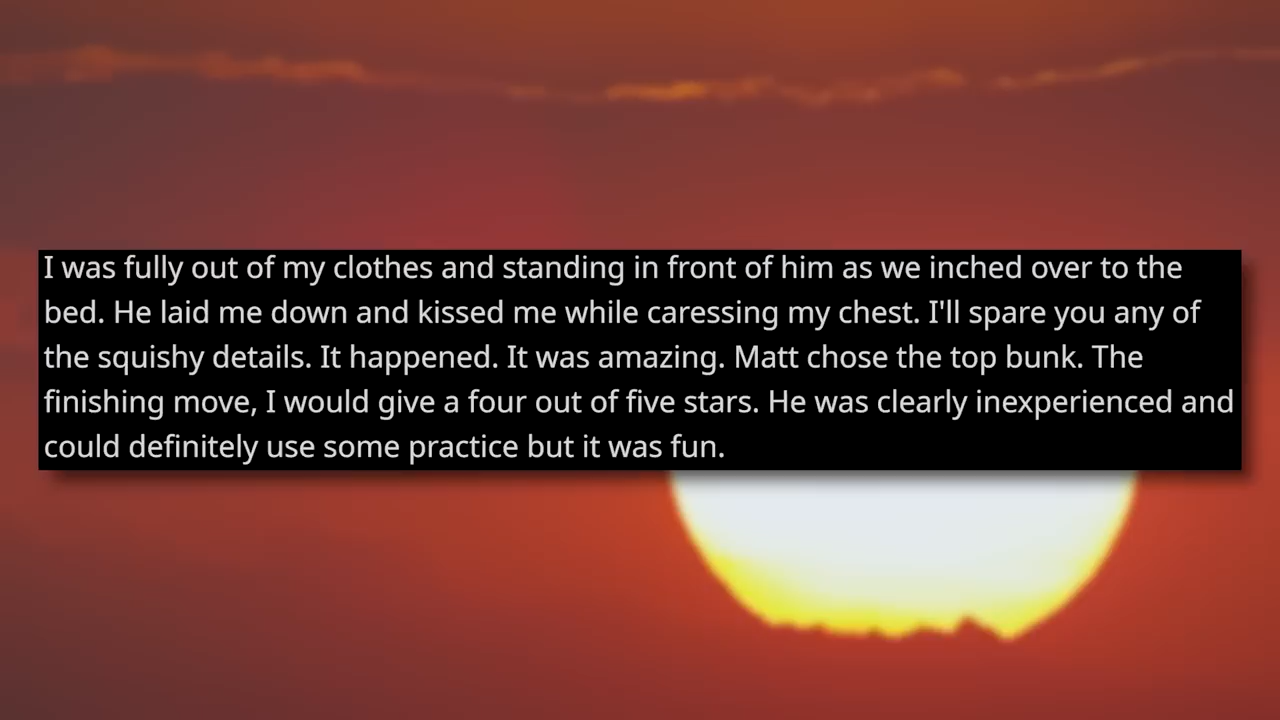 I was fully out of my clothes and standing in front of him as we inched over to the
bed. He laid me down and kissed me while caressing my chest. I'll spare you any of
the squishy details. It happened. It was amazing. Matt chose the top bunk. The
finishing move, I would give a four out of five stars. He was clearly inexperienced and
could definitely use some practice but it was fun.